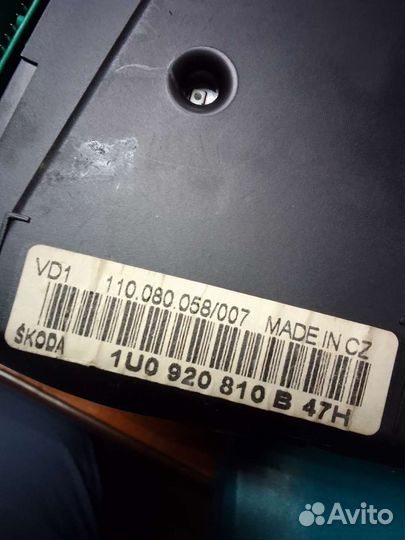 VD1 110.080.058/007 MADE IN CZ
ŠKODA 1U0 920 810 B 47H
Avito